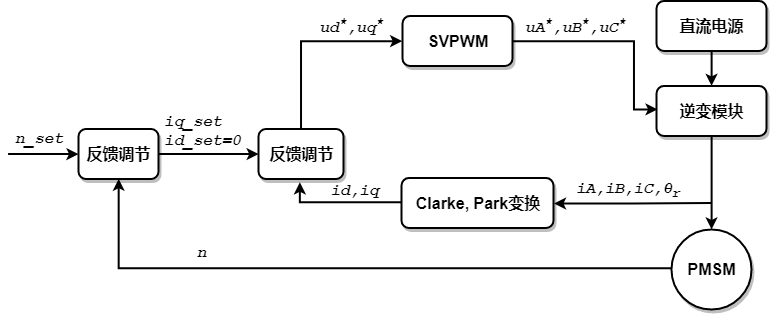 ud*,uq*
SVPWM
uA*,uB*,uC*
直流电源
逆变模块
n_set
反馈调节
iq_set
id_set=0
反馈调节
id,iq
Clarke, Park变换
iA,iB,iC,θr
n
PMSM